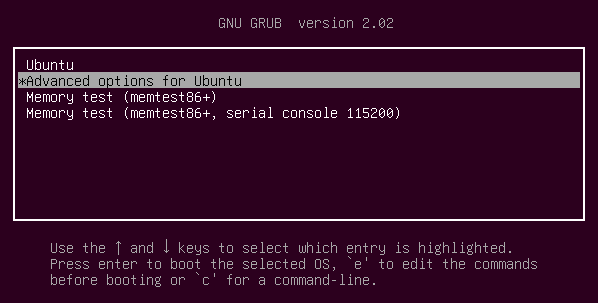 GNU GRUB  version 2.02
Ubuntu
*Advanced options for Ubuntu
Memory test (memtest86+)
Memory test (memtest86+, serial console 115200)
Use the ↑ and ↓ keys to select which entry is highlighted.
Press enter to boot the selected OS, `e' to edit the commands
before booting or `c' for a command-line.